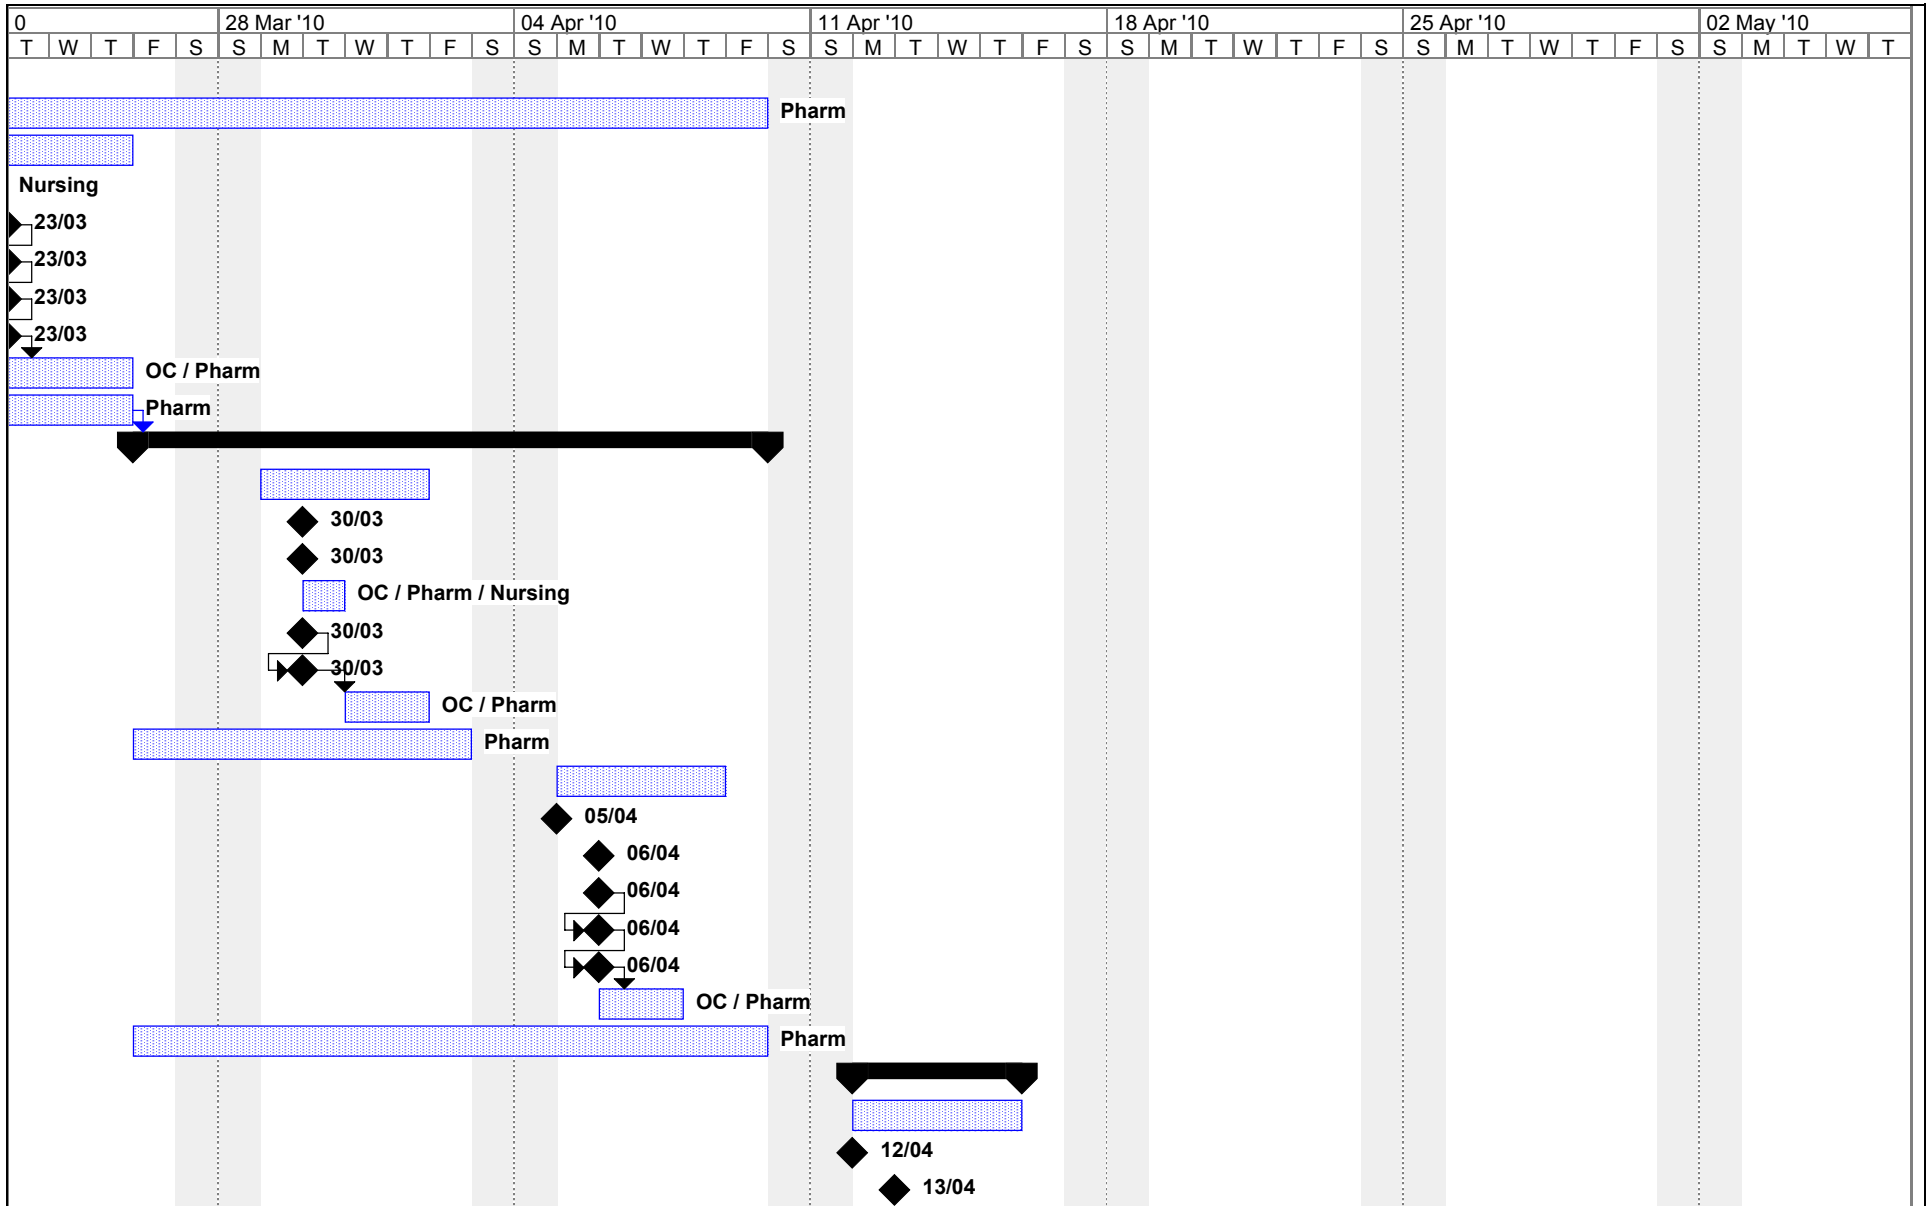 0 28 Mar '10 04 Apr '10 11 Apr '10 18 Apr '10 25 Apr '10 02 May '10
T W T F S S M T W T F S S M T W T F S S M T W T F S S M T W T F S S M T W T F S S M T W T
Pharm
Nursing
23/03
23/03
23/03
23/03
OC / Pharm
Pharm
30/03
30/03
OC / Pharm / Nursing
30/03
30/03
OC / Pharm
Pharm
05/04
06/04
06/04
06/04
06/04
OC / Pharm
Pharm
12/04
13/04